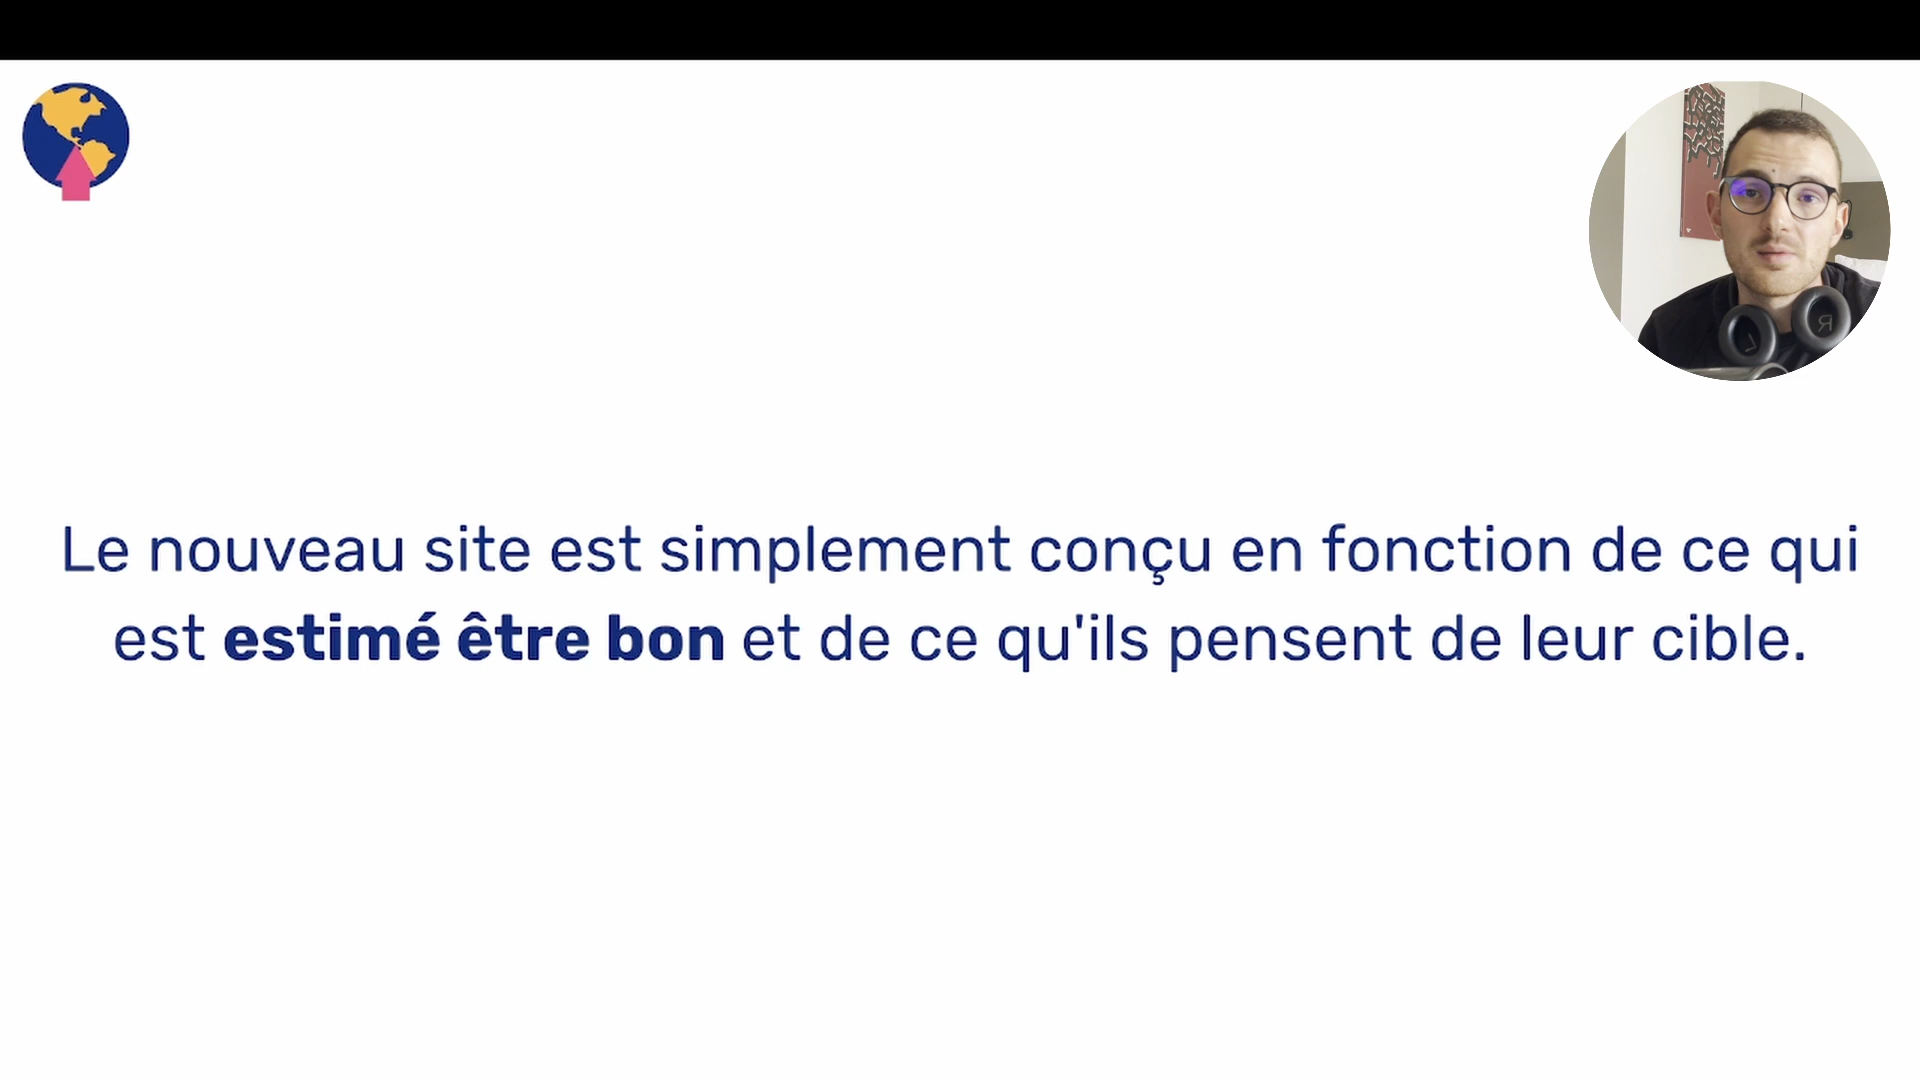 Le nouveau site est simplement conçu en fonction de ce qui
est estimé être bon et de ce qu'ils pensent de leur cible.